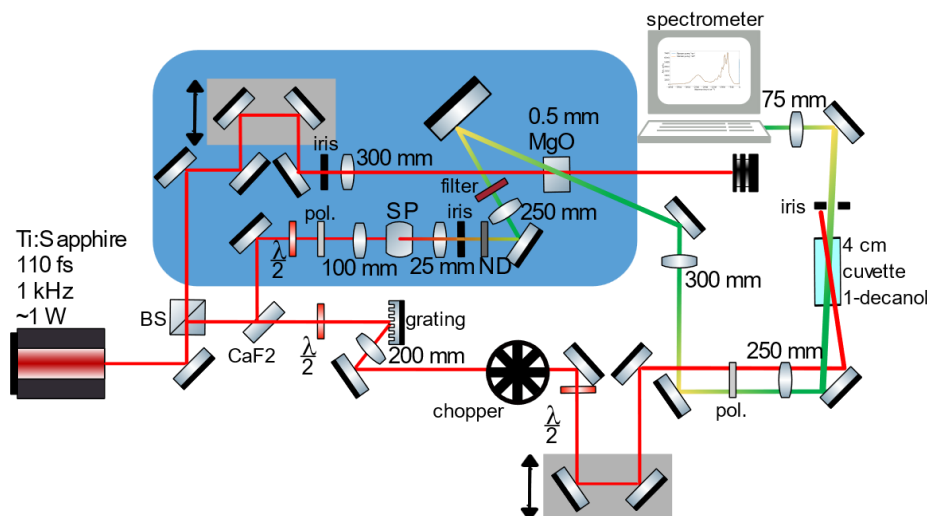 spectrometer
75 mm
0.5 mm
MgO
iris
300 mm
filter
250 mm
pol.
SP
iris
λ
2
100 mm
25 mm
ND
iris
4 cm
cuvette
1-decanol
300 mm
Ti:Sapphire
110 fs
1 kHz
~1 W
BS
CaF2
λ
2
grating
200 mm
chopper
λ
2
250 mm
pol.